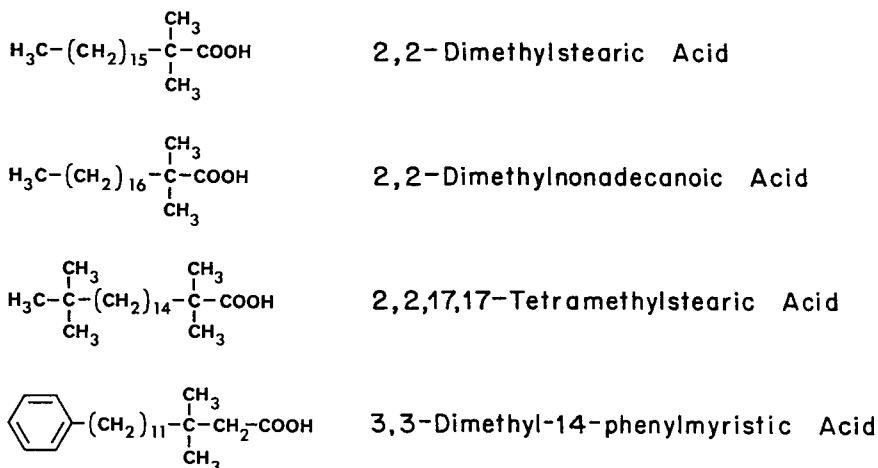 CH₃
H₃C-(CH₂)₁₅-C-COOH 2,2-Dimethylstearic Acid
CH₃
CH₃
H₃C-(CH₂)₁₆-C-COOH 2,2-Dimethylnonadecanoic Acid
CH₃
CH₃ CH₃
H₃C-C-(CH₂)₁₄-C-COOH 2,2,17,17-Tetramethylstearic Acid
CH₃ CH₃
CH₃
-(CH₂)₁₁-C-CH₂-COOH 3,3-Dimethyl-14-phenylmyristic Acid
CH₃